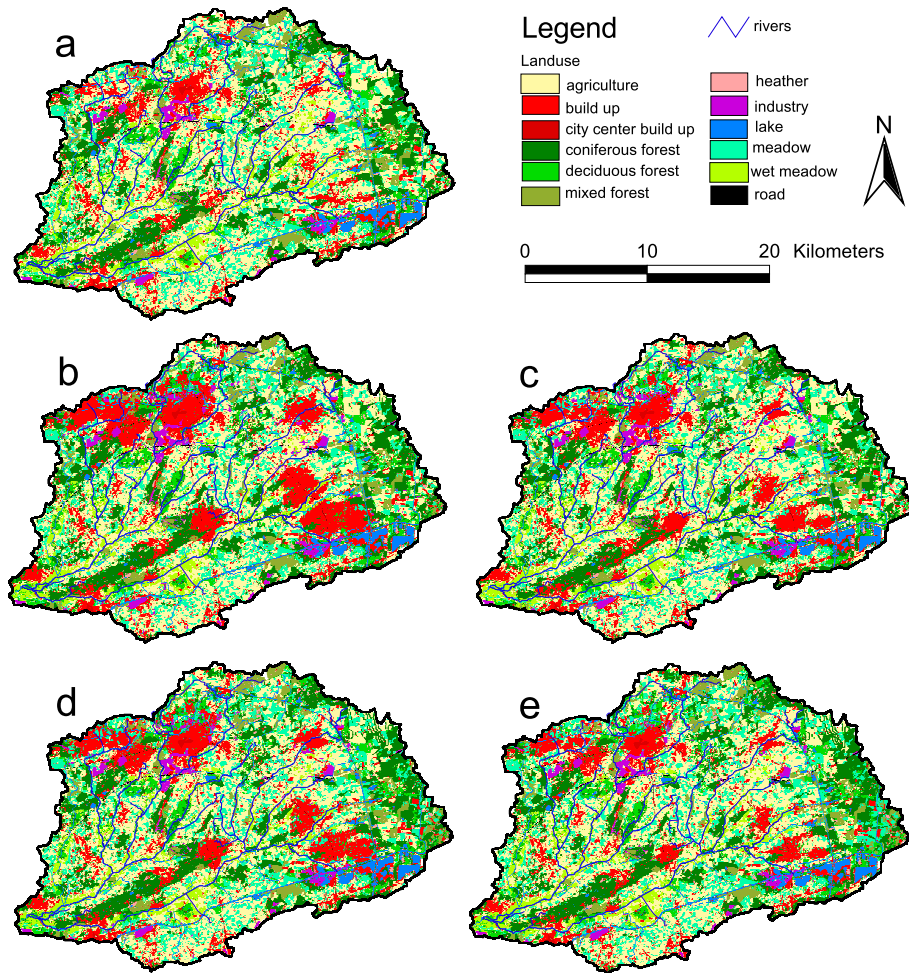 a
Legend
rivers
Landuse
agriculture
build up
city center build up
coniferous forest
deciduous forest
mixed forest
heather
industry
lake
meadow
wet meadow
road
N
0 10 20 Kilometers
b
c
d
e